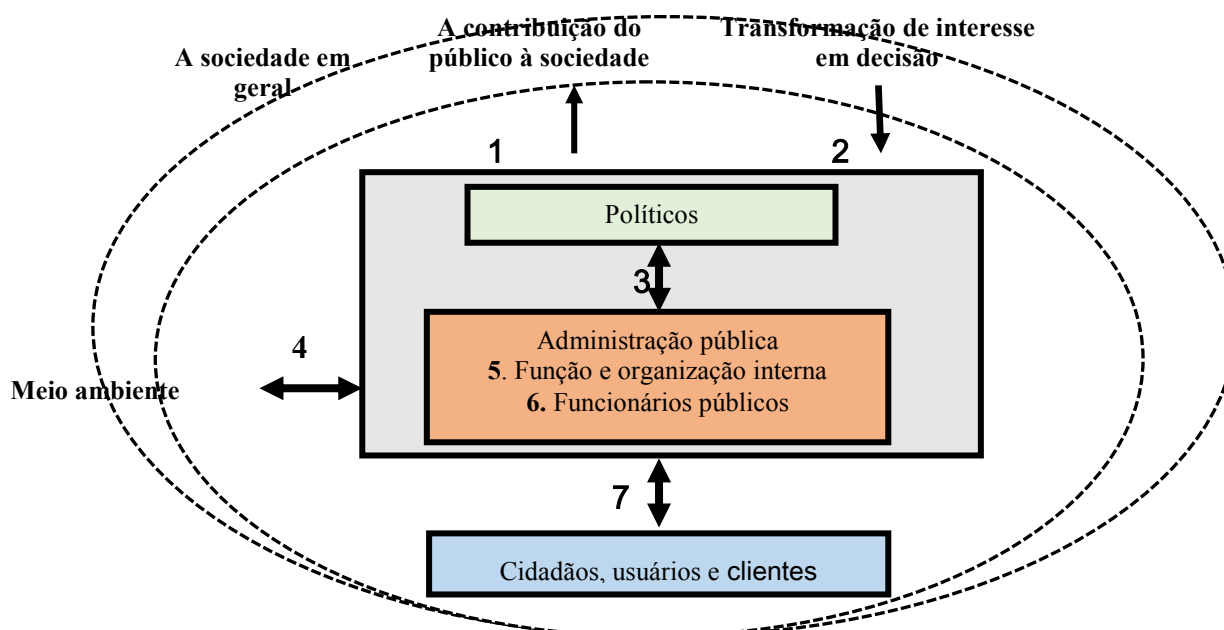 A sociedade em
geral
A contribuição do
público à sociedade
Transformação de interesse
em decisão
1
2
Políticos
3
Administração pública
5. Função e organização interna
6. Funcionários públicos
4
Meio ambiente
7
Cidadãos, usuários e clientes